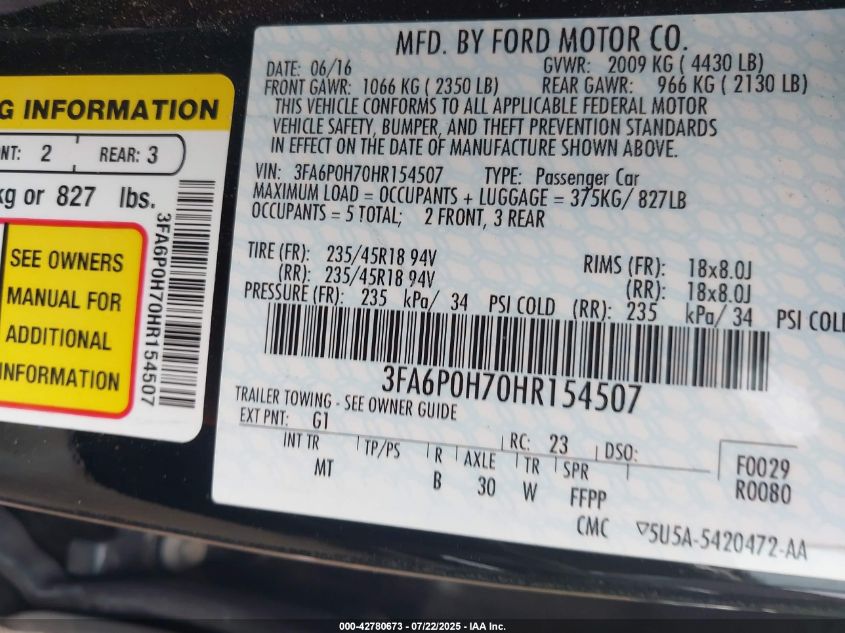 G INFORMATION
NT: 2 REAR: 3
kg or 827 lbs.
SEE OWNERS
MANUAL FOR
ADDITIONAL
INFORMATION
3FA6P0H70HR154507
MFD. BY FORD MOTOR CO.
DATE: 06/16 GVWR: 2009 KG ( 4430 LB)
FRONT GAWR: 1066 KG ( 2350 LB) REAR GAWR: 966 KG ( 2130 LB)
THIS VEHICLE CONFORMS TO ALL APPLICABLE FEDERAL MOTOR
VEHICLE SAFETY, BUMPER, AND THEFT PREVENTION STANDARDS
IN EFFECT ON THE DATE OF MANUFACTURE SHOWN ABOVE.
VIN: 3FA6P0H70HR154507 TYPE: Passenger Car
MAXIMUM LOAD = OCCUPANTS + LUGGAGE = 375KG/ 827LB
OCCUPANTS = 5 TOTAL; 2 FRONT, 3 REAR
TIRE (FR): 235/45R18 94V RIMS (FR): 18x8.0J
(RR): 235/45R18 94V (RR): 18x8.0J
PRESSURE (FR): 235 kPa/ 34 PSI COLD (RR): 235 kPa/ 34 PSI COLD
3FA6P0H70HR154507
TRAILER TOWING - SEE OWNER GUIDE
EXT PNT: G1 RC: 23 DSO: F0029
INT TR TP/PS R AXLE TR SPR R0080
MT B 30 W FFPP
CMC 5U5A-5420472-AA
000-42780673 - 07/22/2025 - IAA Inc.